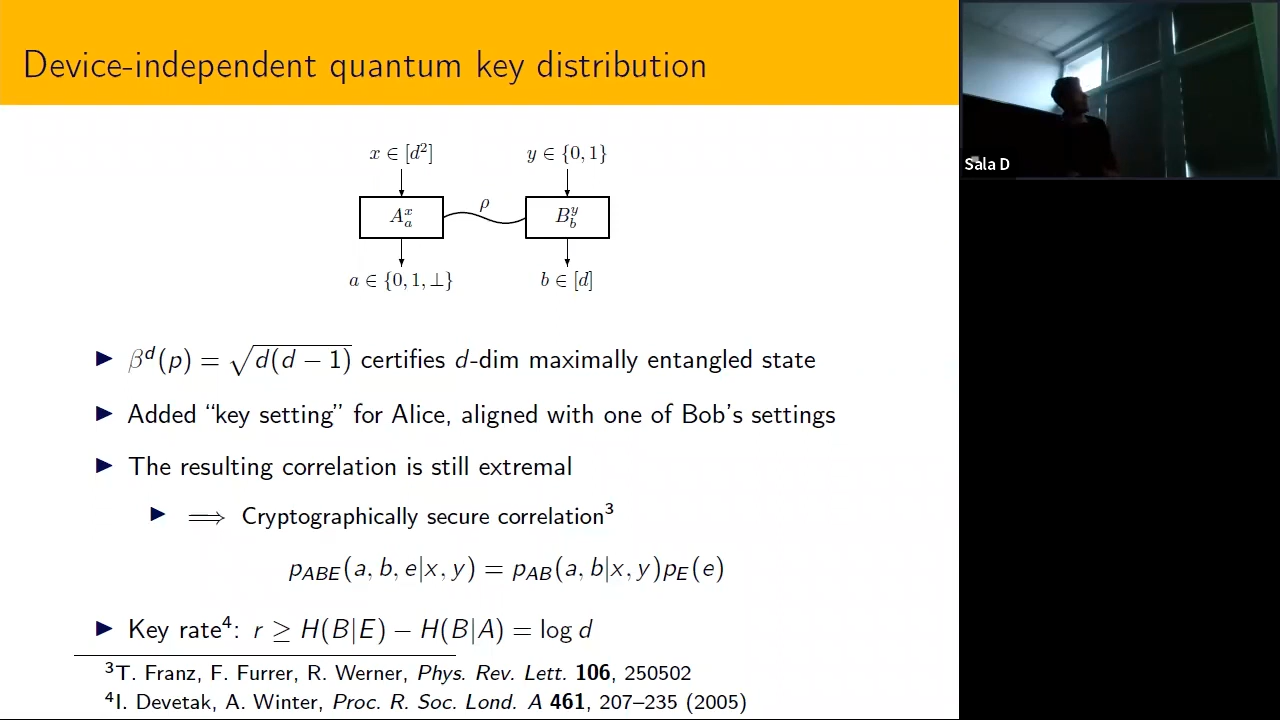 Device-independent quantum key distribution
x ∈ [d²] y ∈ {0, 1}
A_a^x ρ B_b^y
a ∈ {0, 1, ⊥} b ∈ [d]
▶ β^d(p) = √d(d − 1) certifies d-dim maximally entangled state
▶ Added “key setting” for Alice, aligned with one of Bob’s settings
▶ The resulting correlation is still extremal
▶ ⟹ Cryptographically secure correlation³
p_ABE(a, b, e|x, y) = p_AB(a, b|x, y)p_E(e)
▶ Key rate⁴: r ≥ H(B|E) − H(B|A) = log d
³T. Franz, F. Furrer, R. Werner, Phys. Rev. Lett. 106, 250502
⁴I. Devetak, A. Winter, Proc. R. Soc. Lond. A 461, 207–235 (2005)
Sala D